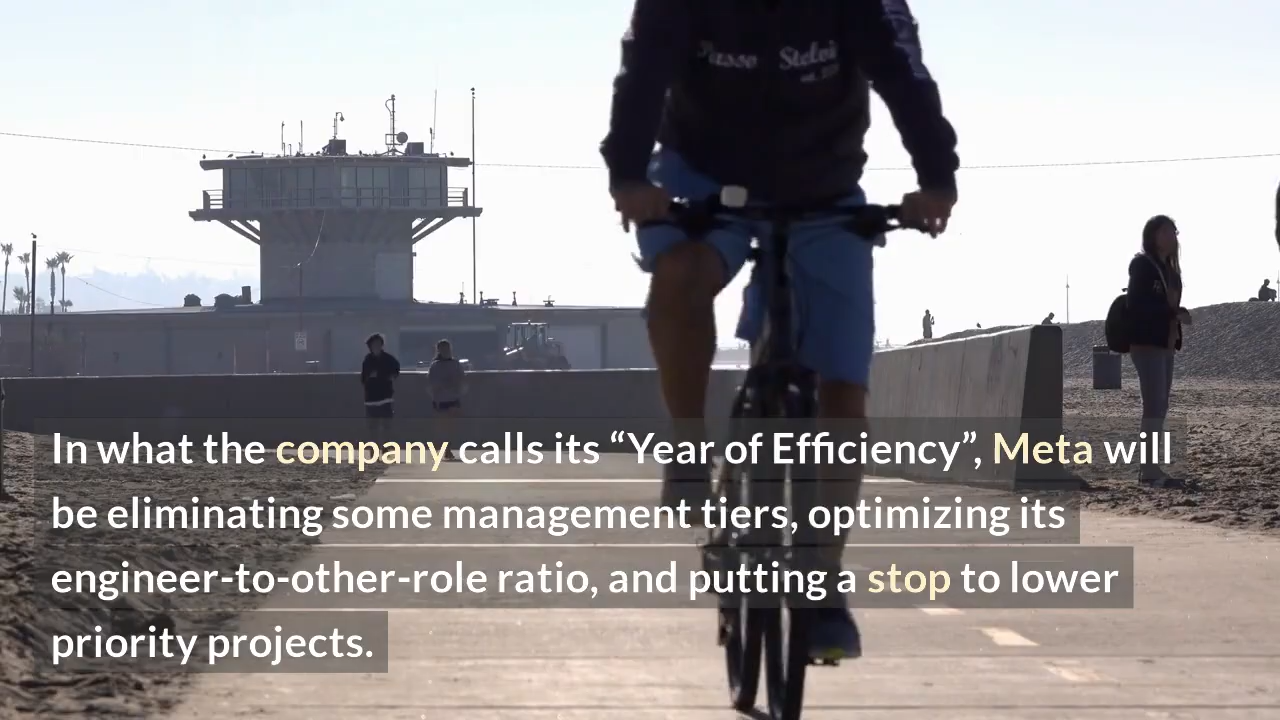 In what the company calls its “Year of Efficiency”, Meta will
be eliminating some management tiers, optimizing its
engineer-to-other-role ratio, and putting a stop to lower
priority projects.